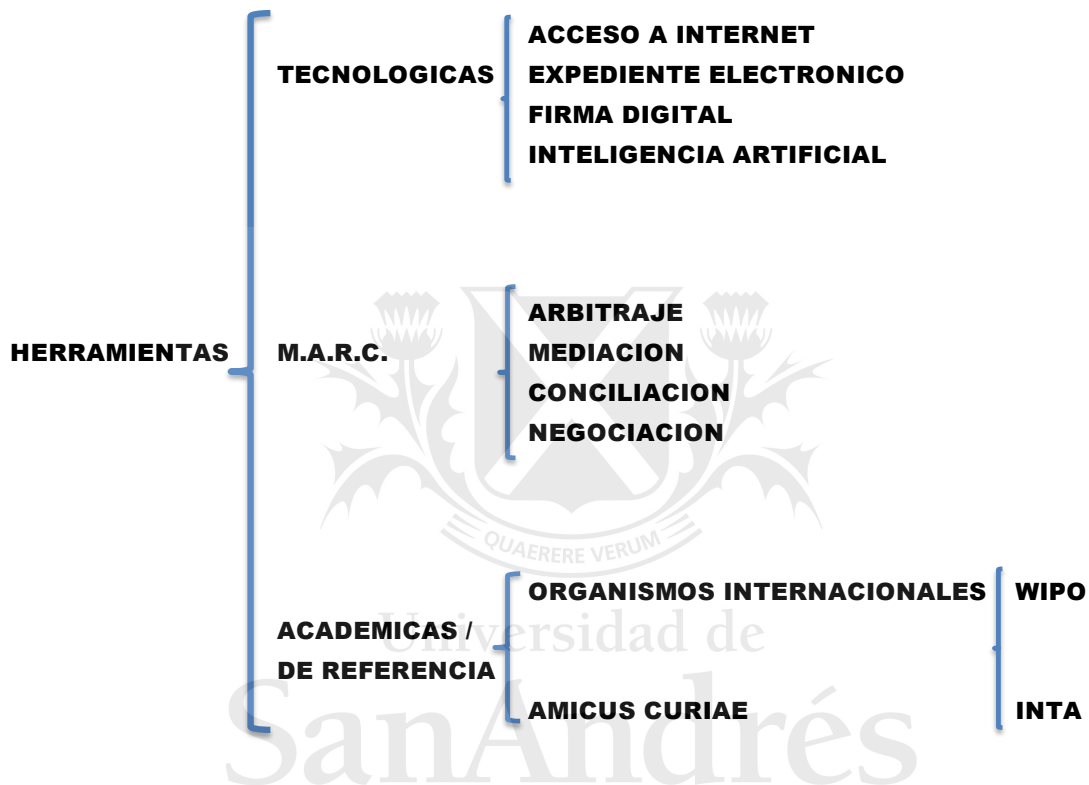 ACCESO A INTERNET
TECNOLOGICAS
EXPEDIENTE ELECTRONICO
FIRMA DIGITAL
INTELIGENCIA ARTIFICIAL
HERRAMIENTAS
M.A.R.C.
ARBITRAJE
MEDIACION
CONCILIACION
NEGOCIACION
QUAERERE VERUM
ACADEMICAS /
DE REFERENCIA
ORGANISMOS INTERNACIONALES
AMICUS CURIAE
WIPO
INTA
Universidad de
SanAndrés